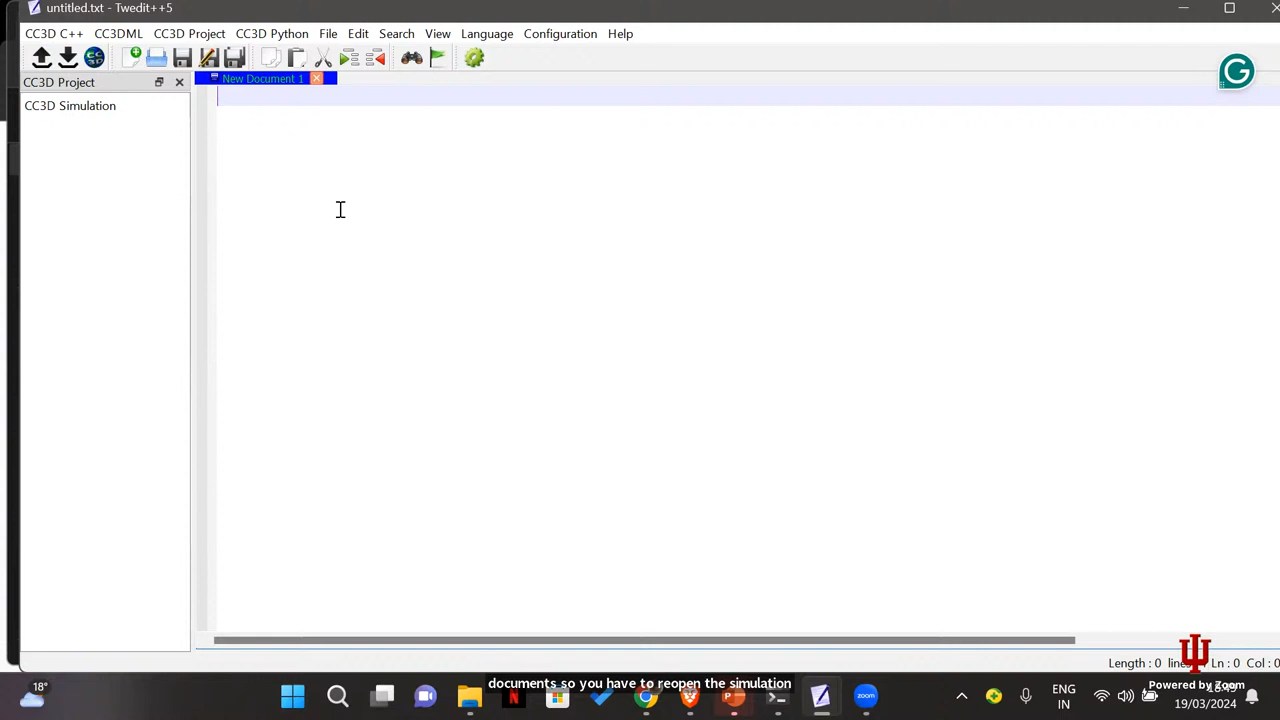 untitled.txt - Twedit++5
CC3D C++ CC3DML CC3D Project CC3D Python File Edit Search View Language Configuration Help
CC3D Project
New Document 1
CC3D Simulation
Length : 0 Ln : 0 Col : 0
documents so you have to reopen the simulation
Powered by Zoom
18°
ENG
IN
19/03/2024